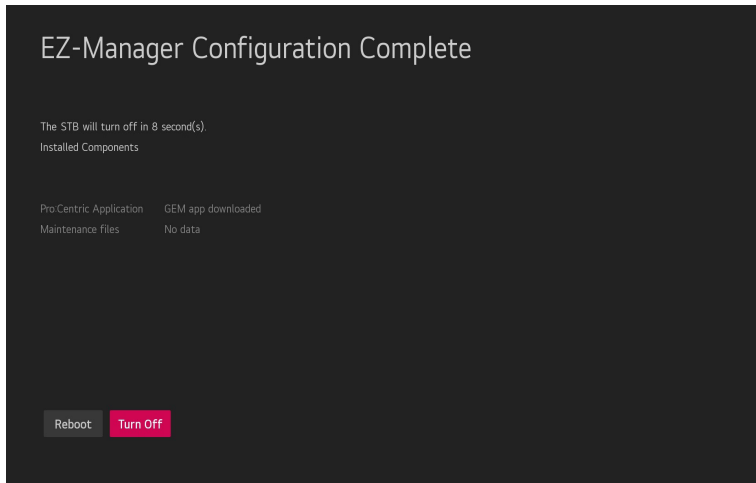 EZ-Manager Configuration Complete
The STB will turn off in 8 second(s).
Installed Components
Pro:Centric Application GEM app downloaded
Maintenance files No data
Reboot Turn Off